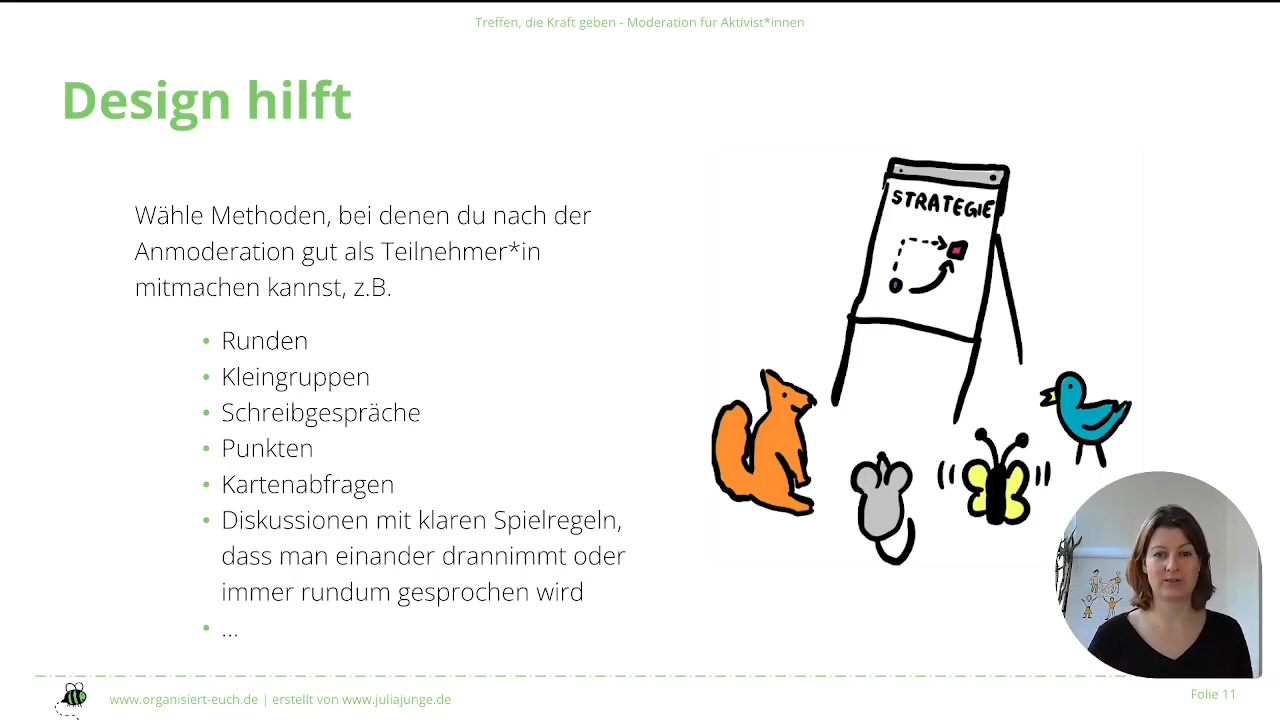 Treffen, die Kraft geben - Moderation für Aktivist*innen
Design hilft
Wähle Methoden, bei denen du nach der
Anmoderation gut als Teilnehmer*in
mitmachen kannst, z.B.
• Runden
• Kleingruppen
• Schreibgespräche
• Punkten
• Kartenabfragen
• Diskussionen mit klaren Spielregeln,
dass man einander drannimmt oder
immer rundum gesprochen wird
• ...
STRATEGIE
www.organisiert-euch.de | erstellt von www.juliajunge.de
Folie 11